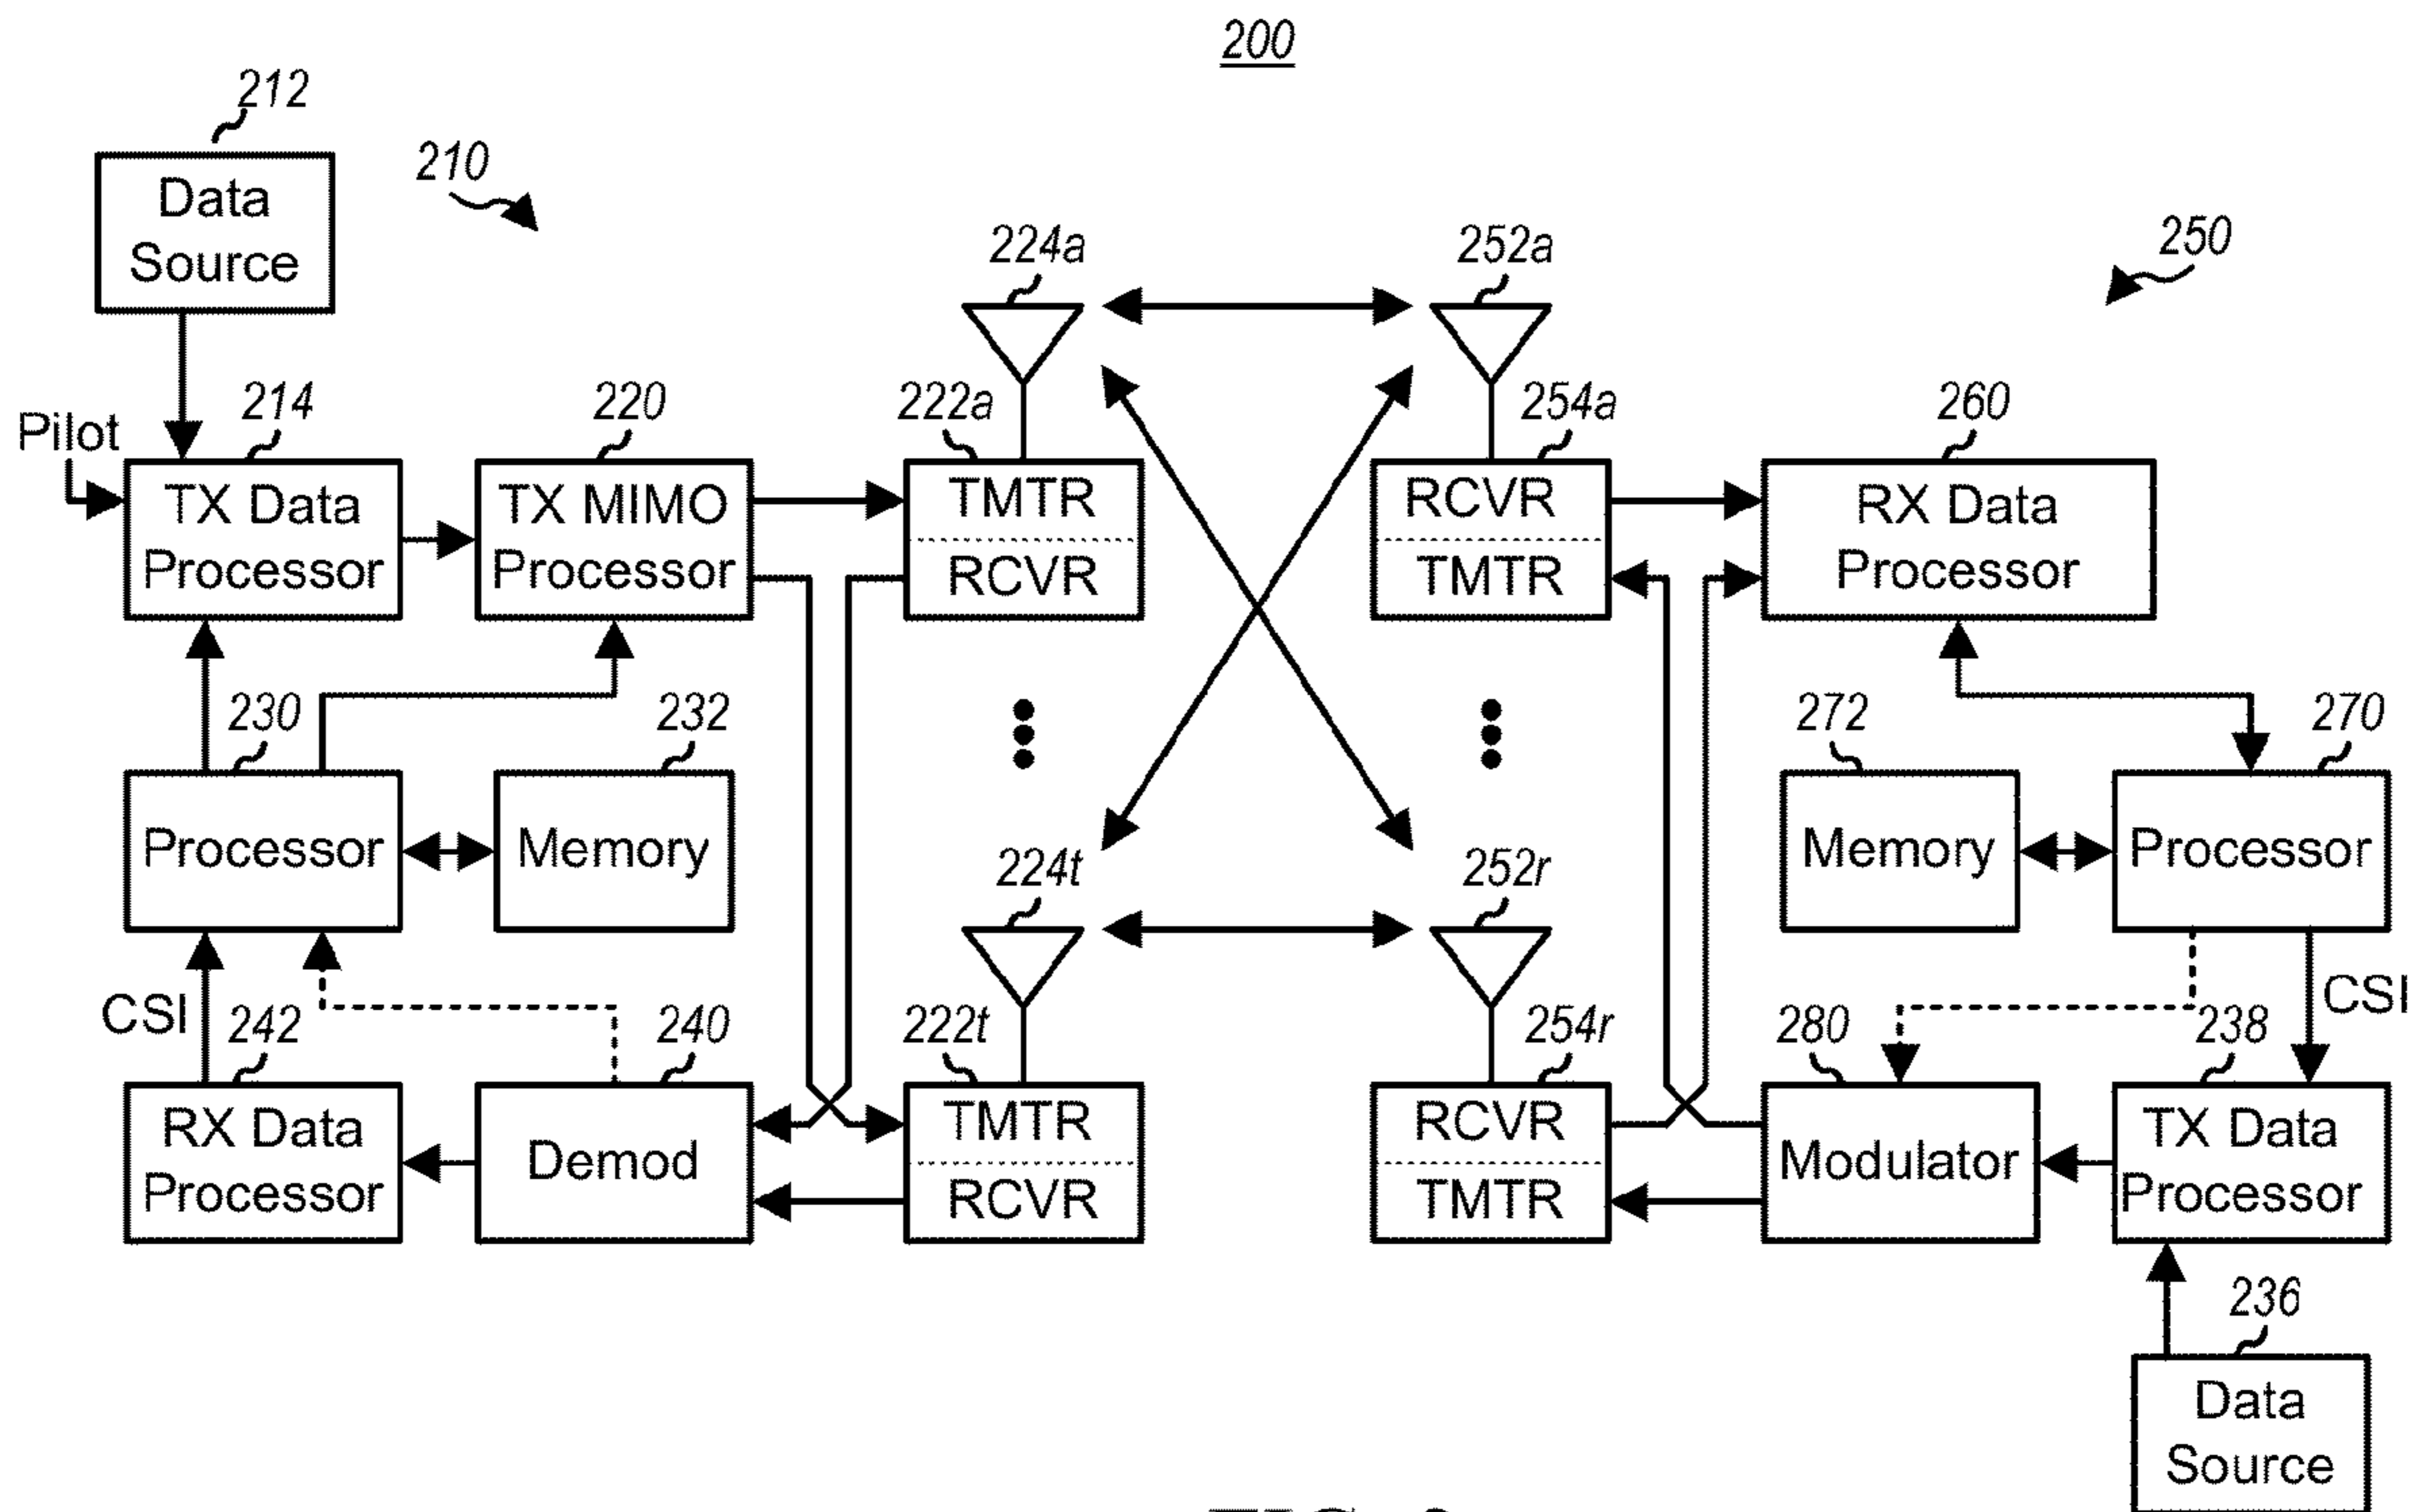 200
212
Data
Source
210
224a
252a
250
Pilot
214
TX Data
Processor
220
TX MIMO
Processor
222a
TMTR
RCVR
254a
RCVR
TMTR
260
RX Data
Processor
230
Processor
232
Memory
272
Memory
270
Processor
224t
252r
CSI
242
RX Data
Processor
240
Demod
222t
TMTR
RCVR
254r
RCVR
TMTR
280
Modulator
238
CSI
TX Data
Processor
236
Data
Source